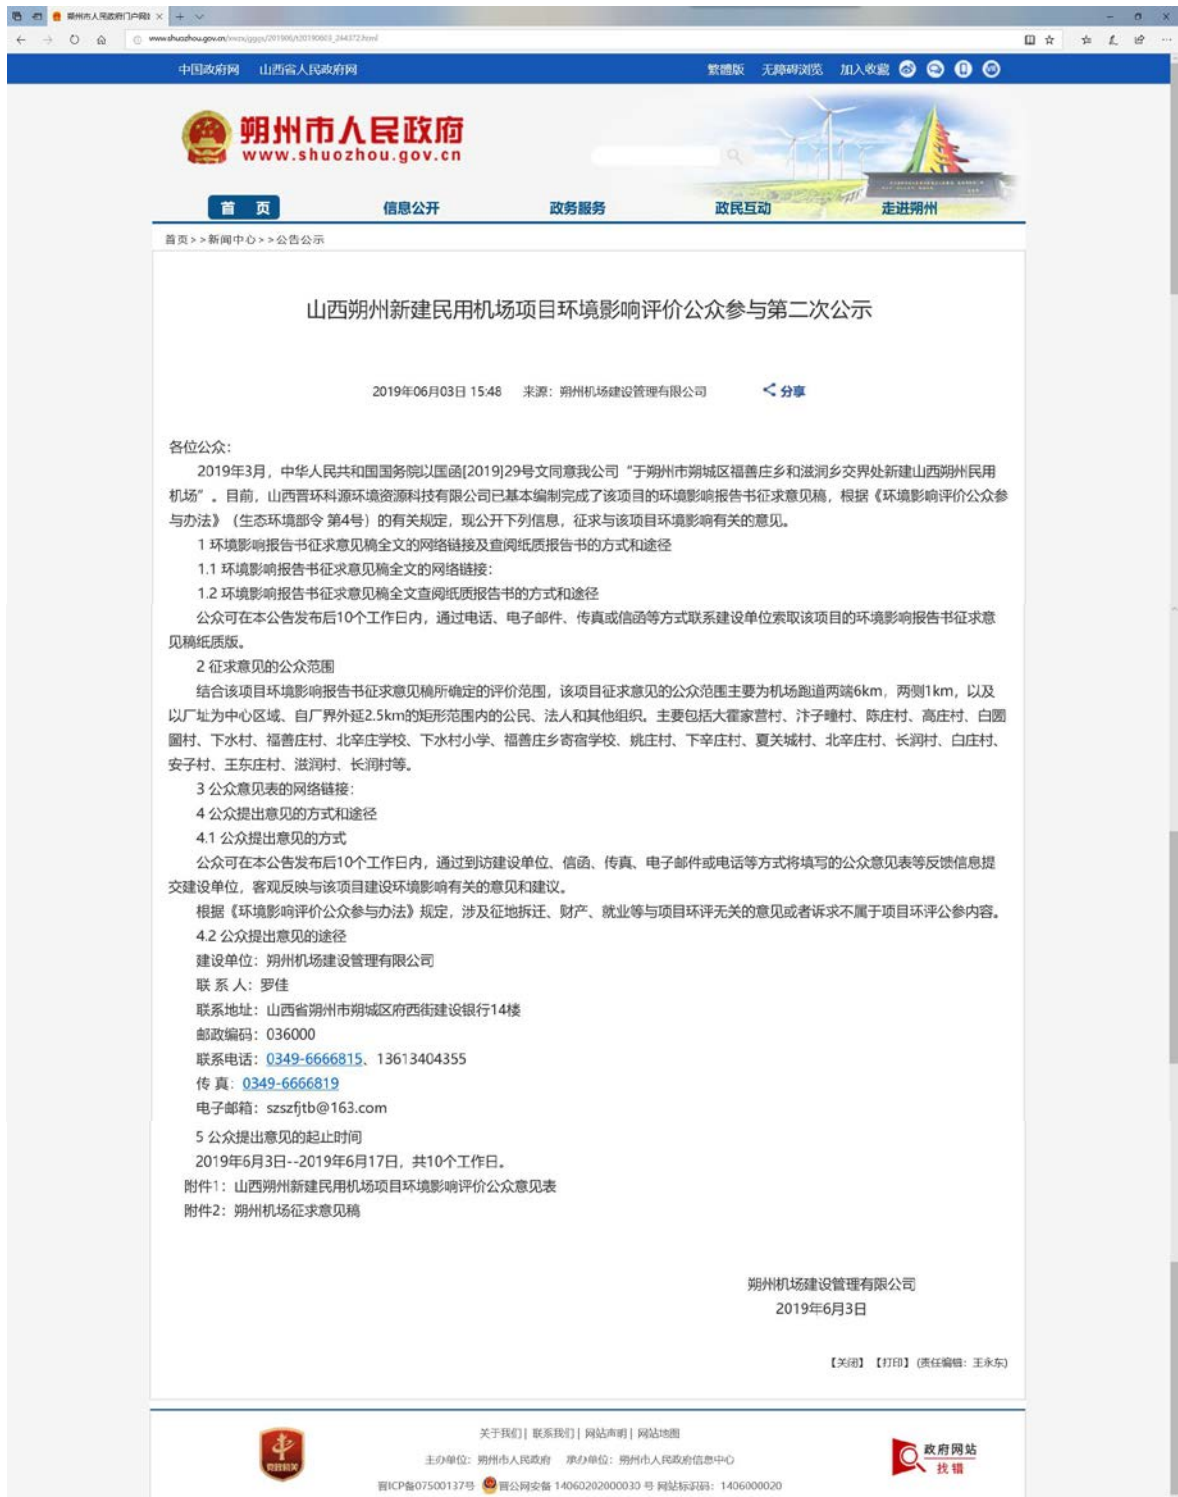 朔州市人民政府门户网站
www.shuozhou.gov.cn/xwzx/gggs/201906/t20190603_244372.html
中国政府网 山西省人民政府网 繁體版 无障碍浏览 加入收藏
朔州市人民政府
www.shuozhou.gov.cn
首 页 信息公开 政务服务 政民互动 走进朔州
首页>>新闻中心>>公告公示
山西朔州新建民用机场项目环境影响评价公众参与第二次公示
2019年06月03日 15:48 来源：朔州机场建设管理有限公司 分享
各位公众：
2019年3月，中华人民共和国国务院以国函[2019]29号文同意我公司“于朔州市朔城区福善庄乡和滋润乡交界处新建山西朔州民用
机场”。目前，山西晋环科源环境资源科技有限公司已基本编制完成了该项目的环境影响报告书征求意见稿，根据《环境影响评价公众参
与办法》（生态环境部令 第4号）的有关规定，现公开下列信息，征求与该项目环境影响有关的意见。
1 环境影响报告书征求意见稿全文的网络链接及查阅纸质报告书的方式和途径
1.1 环境影响报告书征求意见稿全文的网络链接：
1.2 环境影响报告书征求意见稿全文查阅纸质报告书的方式和途径
公众可在本公告发布后10个工作日内，通过电话、电子邮件、传真或信函等方式联系建设单位索取该项目的环境影响报告书征求意
见稿纸质版。
2 征求意见的公众范围
结合该项目环境影响报告书征求意见稿所确定的评价范围，该项目征求意见的公众范围主要为机场跑道两端6km，两侧1km，以及
以厂址为中心区域、自厂界外延2.5km的矩形范围内的公民、法人和其他组织。主要包括大霍家营村、汴子疃村、陈庄村、高庄村、白圐
圙村、下水村、福善庄村、北辛庄学校、下水村小学、福善庄乡寄宿学校、姚庄村、下辛庄村、夏关城村、北辛庄村、长润村、白庄村、
安子村、王东庄村、滋润村、长润村等。
3 公众意见表的网络链接：
4 公众提出意见的方式和途径
4.1 公众提出意见的方式
公众可在本公告发布后10个工作日内，通过到访建设单位、信函、传真、电子邮件或电话等方式将填写的公众意见表等反馈信息提
交建设单位，客观反映与该项目建设环境影响有关的意见和建议。
根据《环境影响评价公众参与办法》规定，涉及征地拆迁、财产、就业等与项目环评无关的意见或者诉求不属于项目环评公参内容。
4.2 公众提出意见的途径
建设单位：朔州机场建设管理有限公司
联 系 人：罗佳
联系地址：山西省朔州市朔城区府西街建设银行14楼
邮政编码：036000
联系电话：0349-6666815、13613404355
传 真：0349-6666819
电子邮箱：szszfjtb@163.com
5 公众提出意见的起止时间
2019年6月3日--2019年6月17日，共10个工作日。
附件1：山西朔州新建民用机场项目环境影响评价公众意见表
附件2：朔州机场征求意见稿
朔州机场建设管理有限公司
2019年6月3日
【关闭】【打印】(责任编辑：王永东)
关于我们| 联系我们| 网站声明| 网站地图
主办单位：朔州市人民政府 承办单位：朔州市人民政府信息中心
晋ICP备07500137号 晋公网安备 14060202000030 号 网站标识码：1406000020
党政机关
政府网站
找错